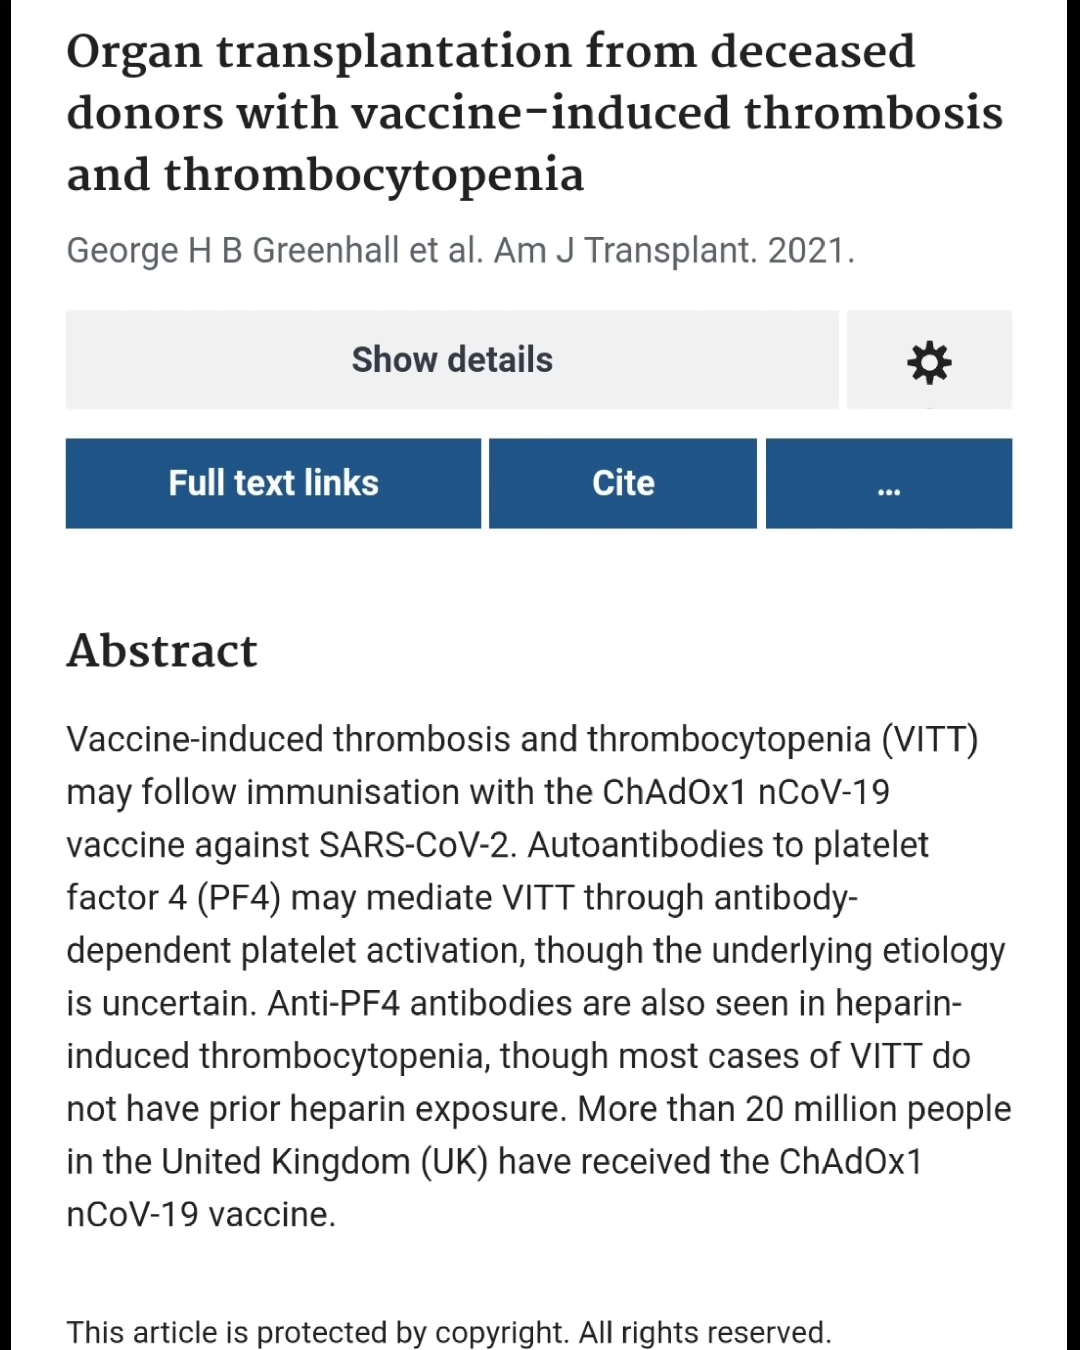 Organ transplantation from deceased
donors with vaccine-induced thrombosis
and thrombocytopenia
George H B Greenhall et al. Am J Transplant. 2021.
Show details
Full text links
Cite
...
Abstract
Vaccine-induced thrombosis and thrombocytopenia (VITT)
may follow immunisation with the ChAdOx1 nCoV-19
vaccine against SARS-CoV-2. Autoantibodies to platelet
factor 4 (PF4) may mediate VITT through antibody-
dependent platelet activation, though the underlying etiology
is uncertain. Anti-PF4 antibodies are also seen in heparin-
induced thrombocytopenia, though most cases of VITT do
not have prior heparin exposure. More than 20 million people
in the United Kingdom (UK) have received the ChAdOx1
nCoV-19 vaccine.
This article is protected by copyright. All rights reserved.